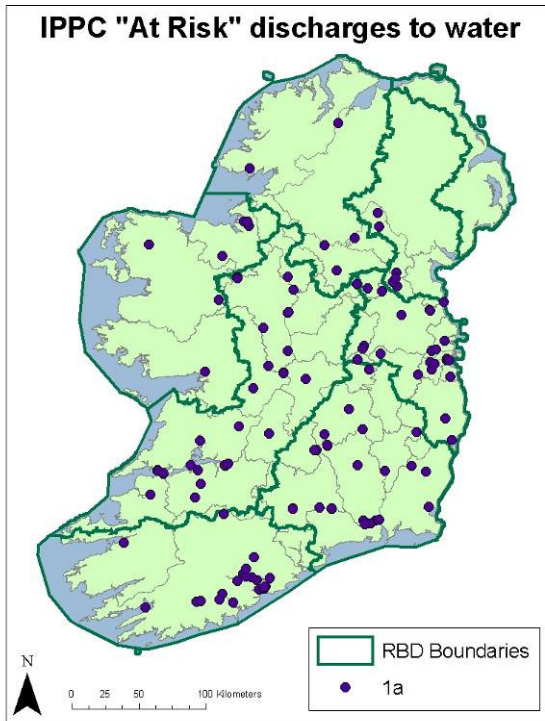 IPPC "At Risk" discharges to water
RBD Boundaries
1a
N
0 25 50 100 Kilometers